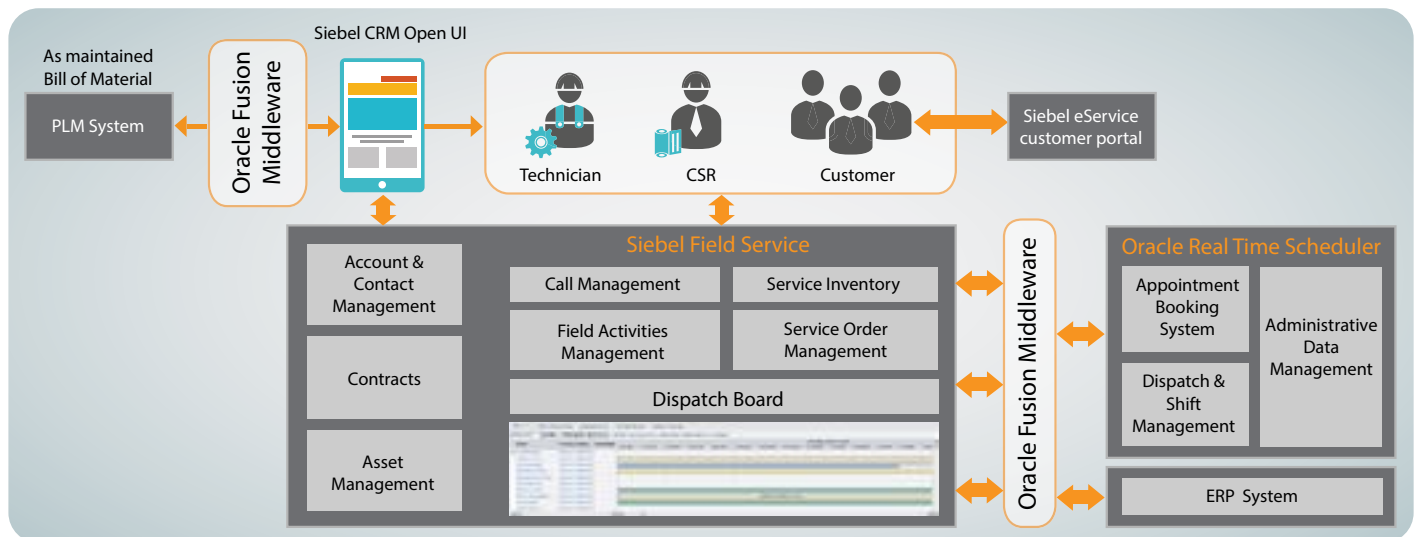 Siebel CRM Open UI
As maintained
Bill of Material
PLM System
Oracle Fusion
Middleware
Technician
CSR
Customer
Siebel eService
customer portal
Siebel Field Service
Account &
Contact
Management
Contracts
Asset
Management
Call Management
Service Inventory
Field Activities
Management
Service Order
Management
Dispatch Board
Oracle Fusion Middleware
Oracle Real Time Scheduler
Appointment
Booking
System
Dispatch &
Shift
Management
Administrative
Data
Management
ERP System